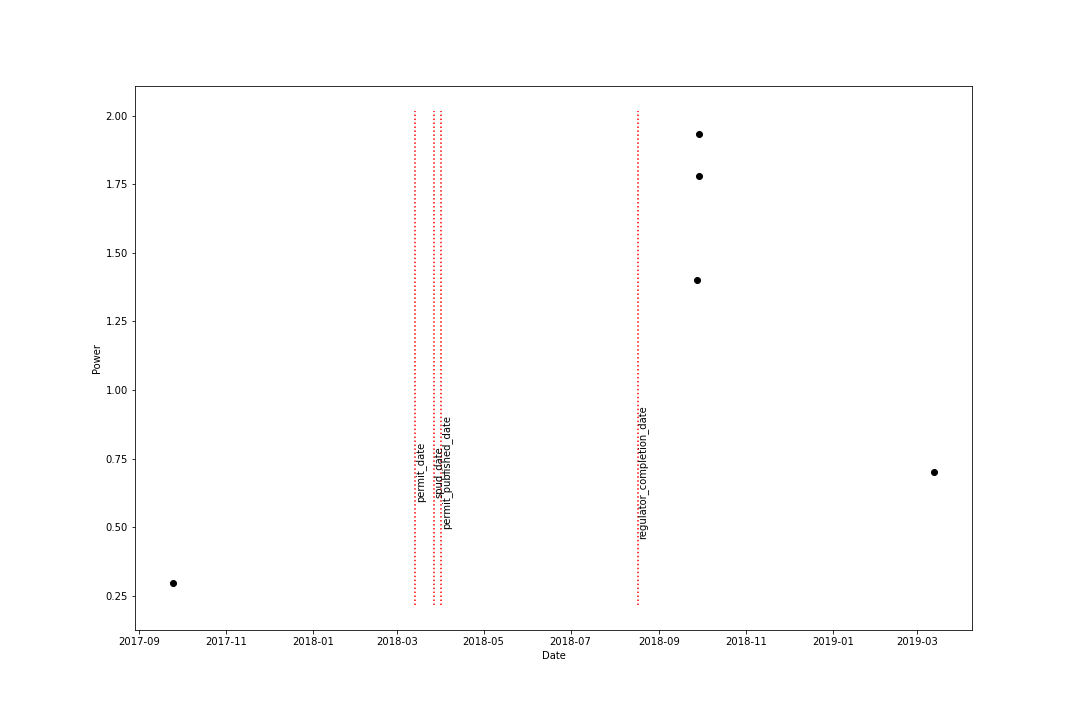 2.00
1.75
1.50
1.25
1.00
0.75
0.50
0.25
Power
permit_date
spud_date
permit_published_date
regulator_completion_date
2017-09 2017-11 2018-01 2018-03 2018-05 2018-07 2018-09 2018-11 2019-01 2019-03
Date